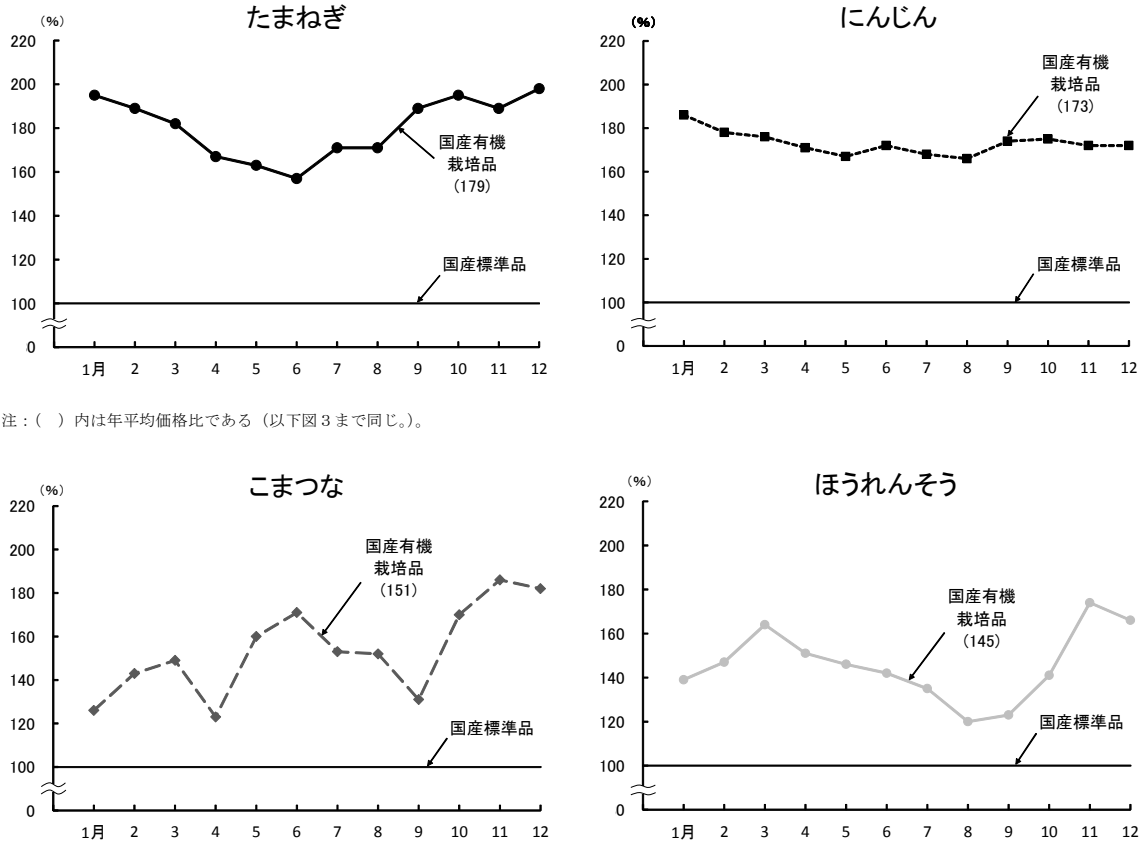 たまねぎ
(%)
220
200
180
160
140
120
100
0
国産有機
栽培品
(179)
国産標準品
1月 2 3 4 5 6 7 8 9 10 11 12
にんじん
(%)
220
200
180
160
140
120
100
0
国産有機
栽培品
(173)
国産標準品
1月 2 3 4 5 6 7 8 9 10 11 12
注：(　)内は年平均価格比である（以下図３まで同じ。）。
こまつな
(%)
220
200
180
160
140
120
100
0
国産有機
栽培品
(151)
国産標準品
1月 2 3 4 5 6 7 8 9 10 11 12
ほうれんそう
(%)
220
200
180
160
140
120
100
0
国産有機
栽培品
(145)
国産標準品
1月 2 3 4 5 6 7 8 9 10 11 12